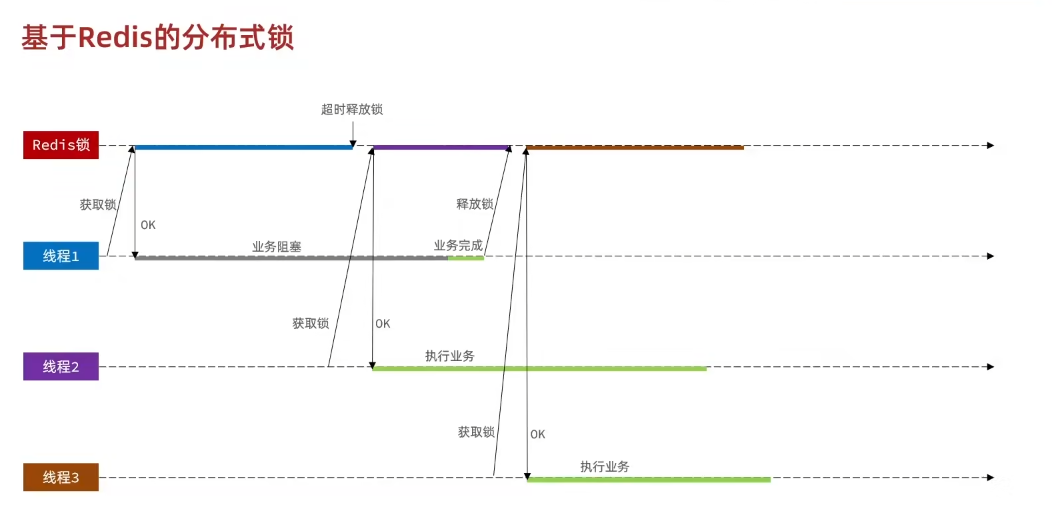 基于Redis的分布式锁
超时释放锁
Redis锁
获取锁
释放锁
OK
线程1
业务阻塞
业务完成
获取锁
OK
执行业务
线程2
获取锁
OK
执行业务
线程3